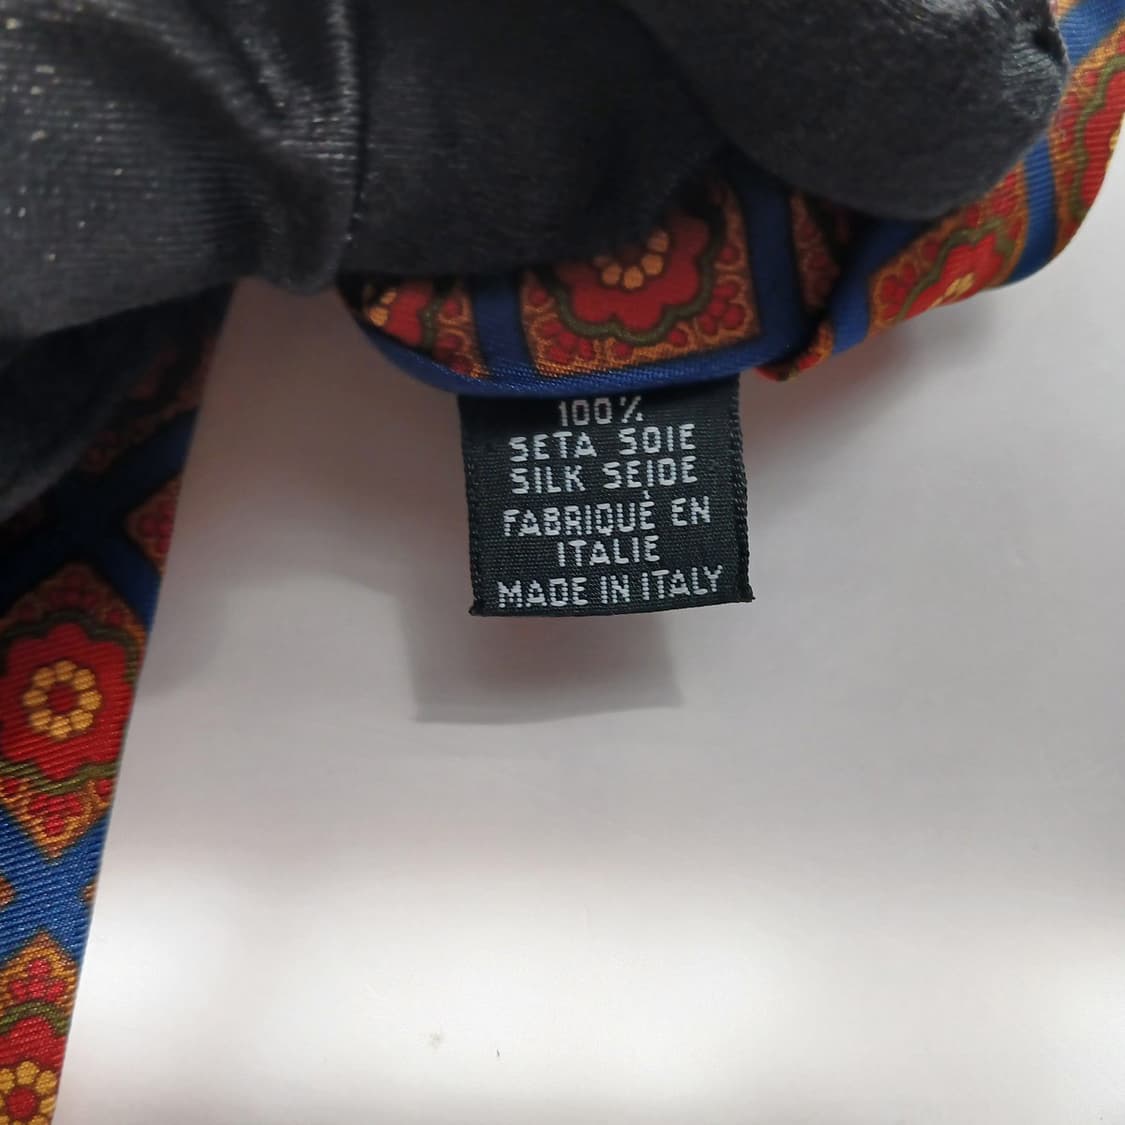 100%
SETA SOIE
SILK SEIDE
FABRIQUÉ EN
ITALIE
MADE IN ITALY